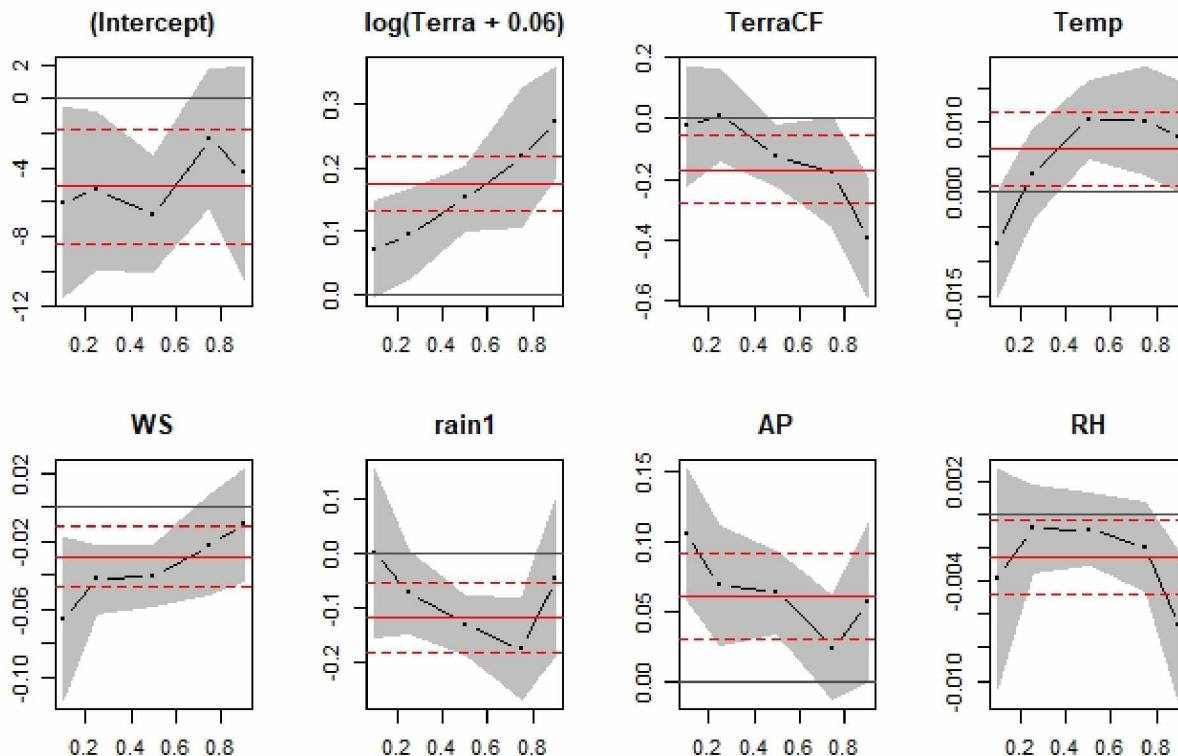 (Intercept) log(Terra + 0.06) TerraCF Temp
2 0 -4 -8 -12
0.3 0.2 0.1 0.0
0.2 0.0 -0.2 -0.4 -0.6
0.010 0.000 -0.015
0.2 0.4 0.6 0.8 0.2 0.4 0.6 0.8 0.2 0.4 0.6 0.8 0.2 0.4 0.6 0.8
WS rain1 AP RH
0.02 -0.02 -0.06 -0.10
0.1 0.0 -0.1 -0.2
0.15 0.10 0.05 0.00
0.002 -0.004 -0.010
0.2 0.4 0.6 0.8 0.2 0.4 0.6 0.8 0.2 0.4 0.6 0.8 0.2 0.4 0.6 0.8